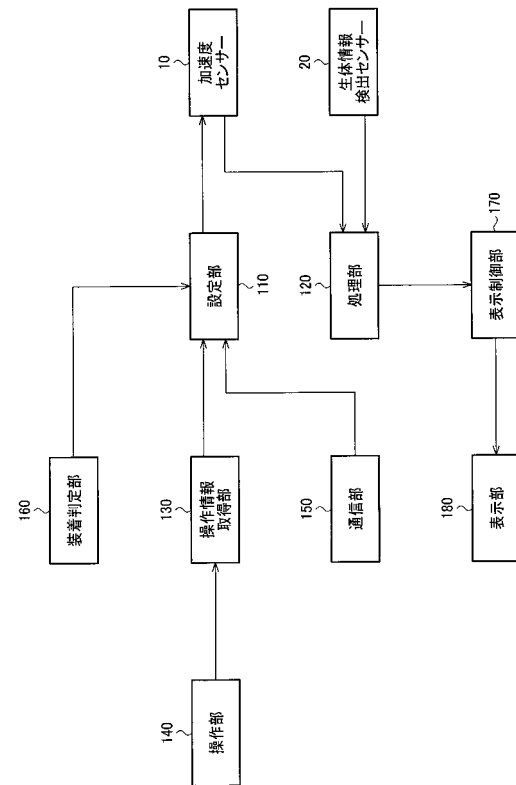 160
装着判定部
140
操作部
130
操作情報
取得部
110
設定部
10
加速度
センサー
150
通信部
120
処理部
20
生体情報
検出センサー
180
表示部
170
表示制御部